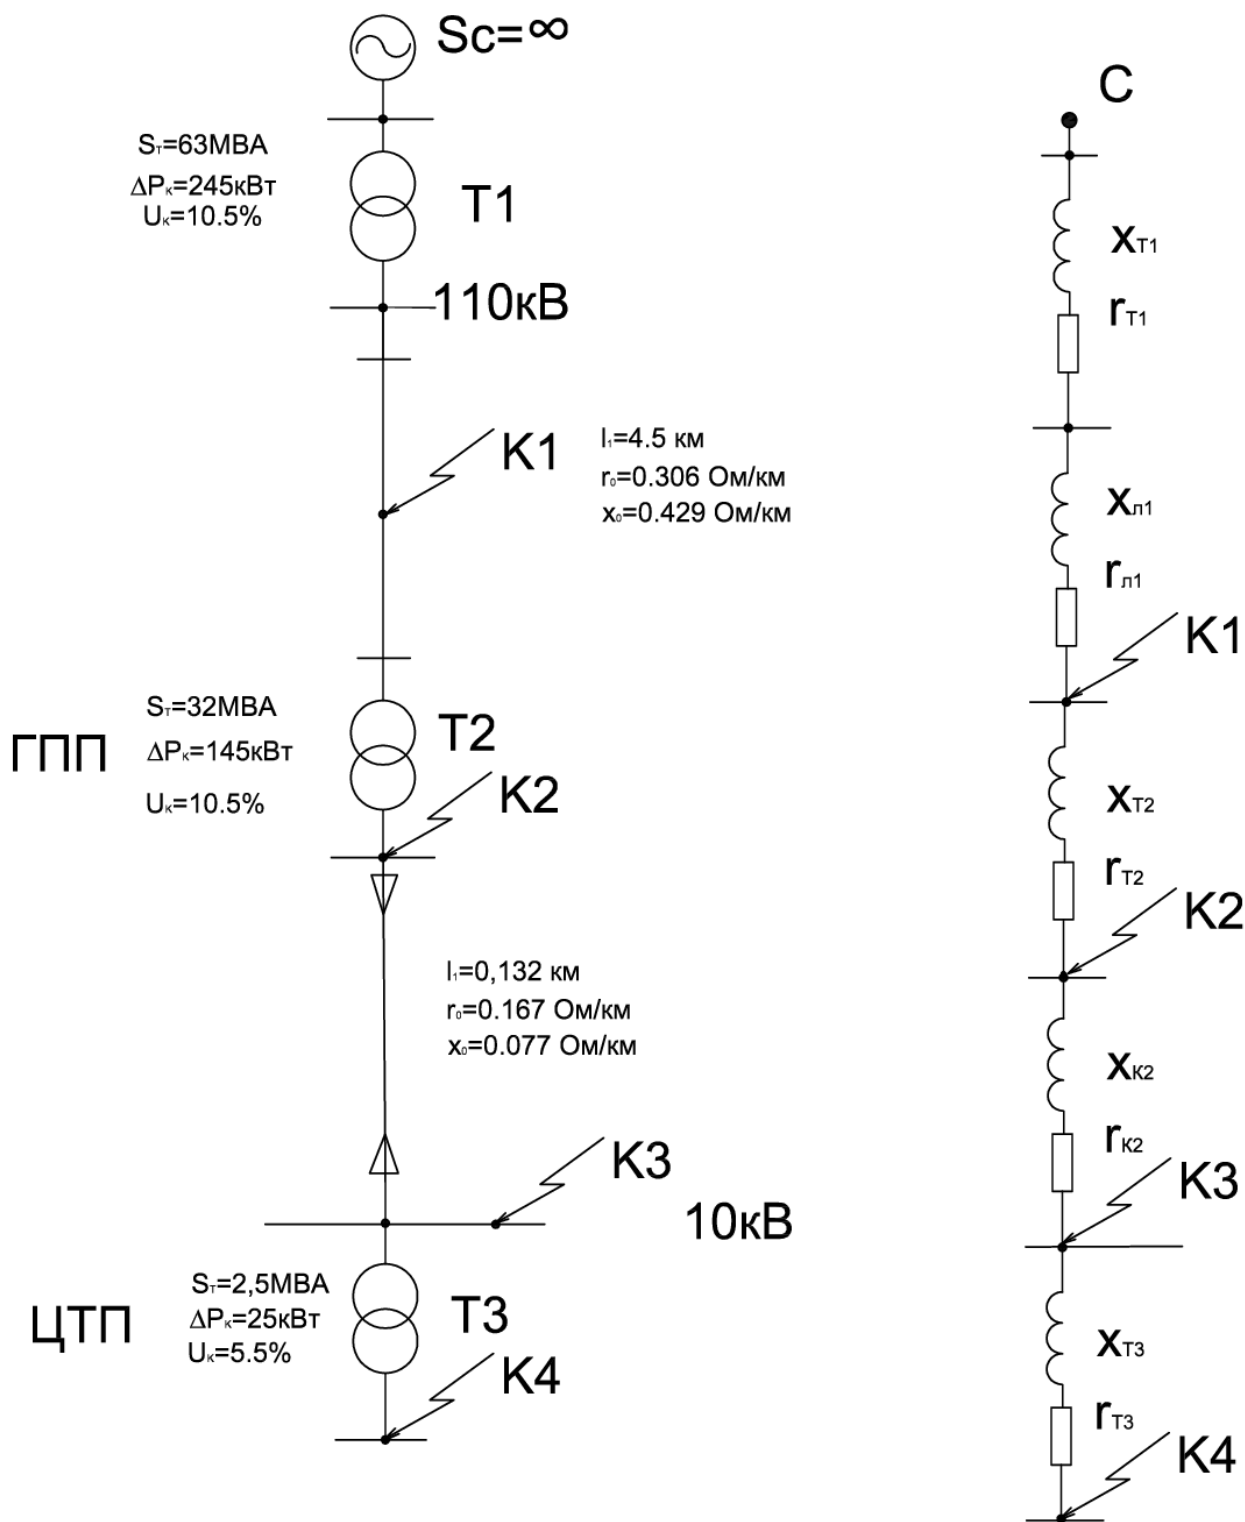 Sc=∞
Sт=63МВА
ΔPк=245кВт
Uк=10.5%
T1
110кВ
K1
l₁=4.5 км
r₀=0.306 Ом/км
x₀=0.429 Ом/км
ГПП
Sт=32МВА
ΔPк=145кВт
Uк=10.5%
T2
K2
l₁=0,132 км
r₀=0.167 Ом/км
x₀=0.077 Ом/км
K3
10кВ
ЦТП
Sт=2,5МВА
ΔPк=25кВт
Uк=5.5%
T3
K4
C
xт1
rт1
xл1
rл1
K1
xт2
rт2
K2
xк2
rк2
K3
xт3
rт3
K4